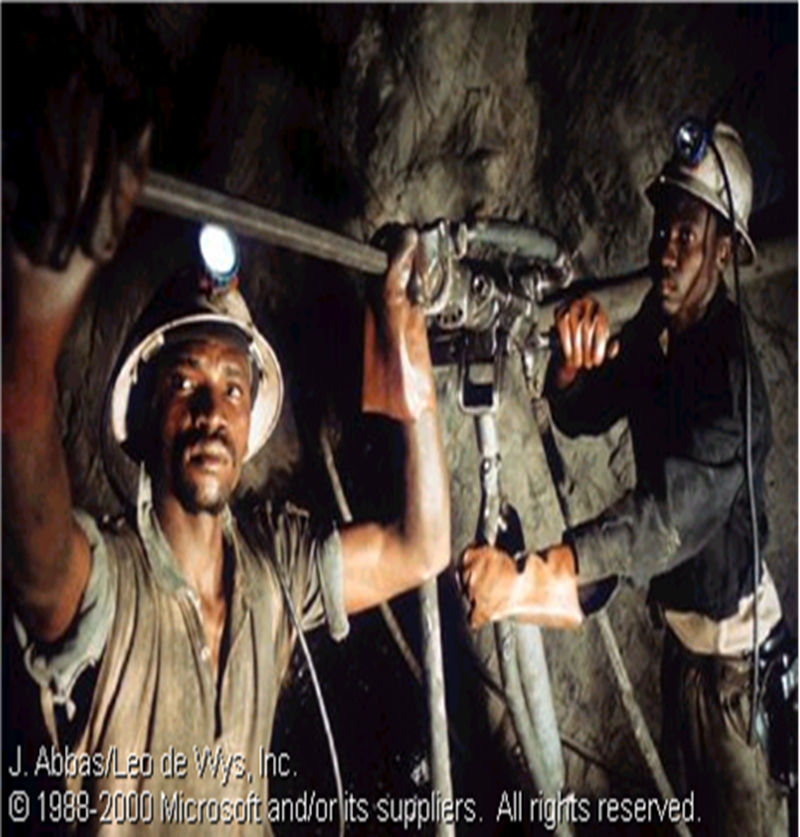 J. Abbas/Leo de Wys, Inc.
© 1988-2000 Microsoft and/or its suppliers.  All rights reserved.